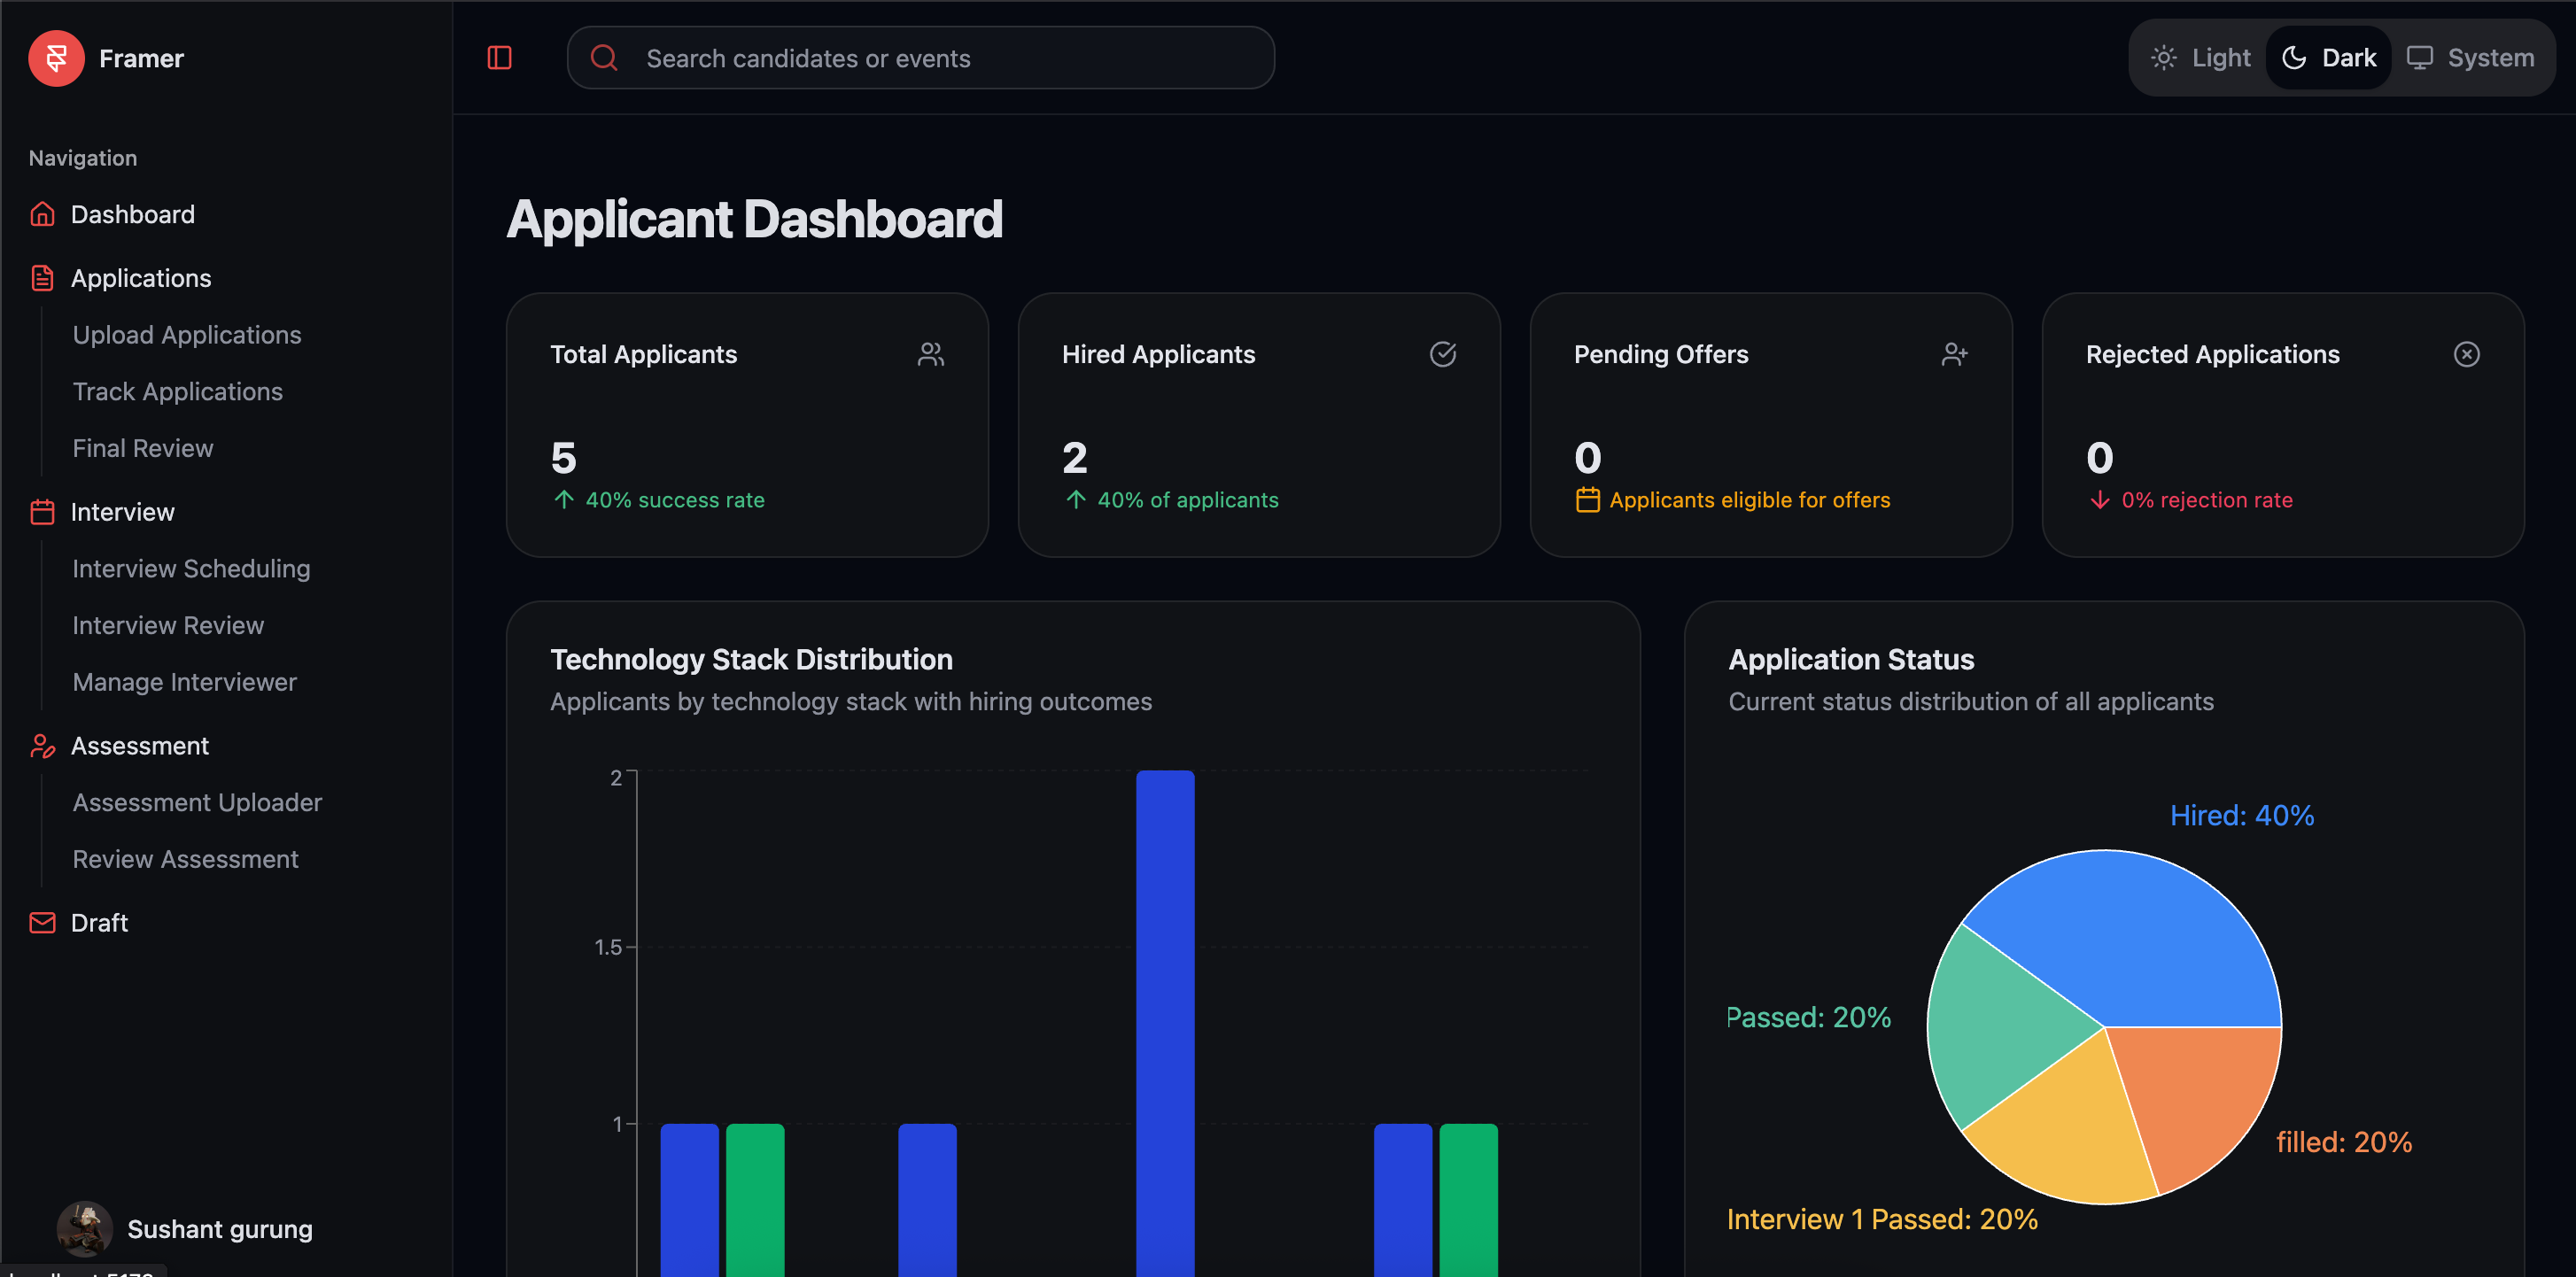 Framer
Search candidates or events
Light
Dark
System
Navigation
Dashboard
Applications
Upload Applications
Track Applications
Final Review
Interview
Interview Scheduling
Interview Review
Manage Interviewer
Assessment
Assessment Uploader
Review Assessment
Draft
Sushant gurung
Applicant Dashboard
Total Applicants
5
40% success rate
Hired Applicants
2
40% of applicants
Pending Offers
0
Applicants eligible for offers
Rejected Applications
0
0% rejection rate
Technology Stack Distribution
Applicants by technology stack with hiring outcomes
2
1.5
1
Application Status
Current status distribution of all applicants
Hired: 40%
Passed: 20%
filled: 20%
Interview 1 Passed: 20%